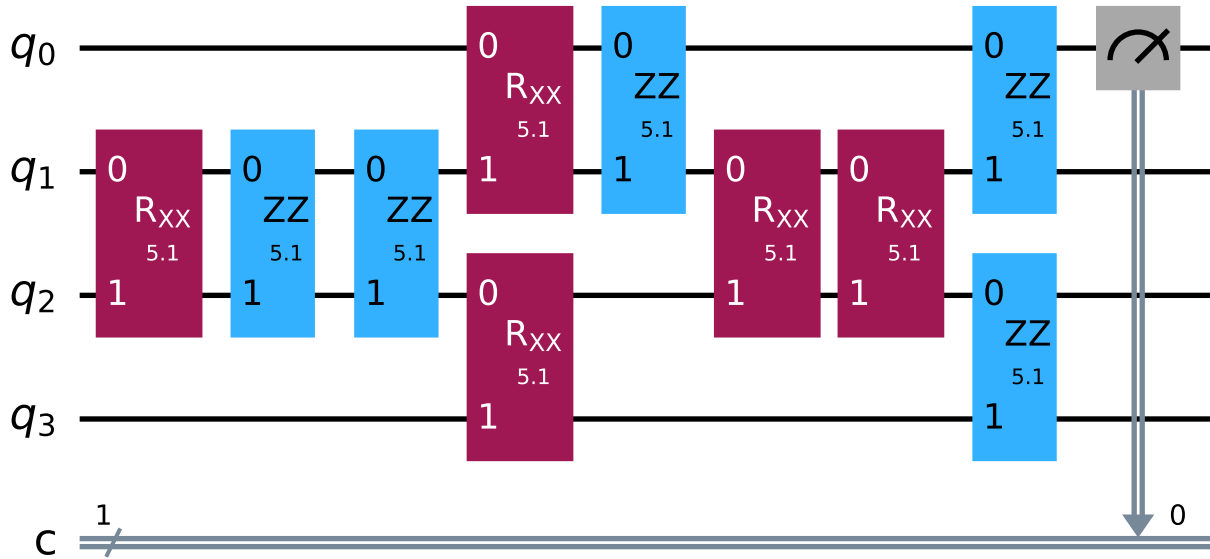 q0 0 0 0
RXX ZZ ZZ
5.1 5.1 5.1
q1 0 0 0 1 1 0 0 1
RXX ZZ ZZ RXX RXX
5.1 5.1 5.1 5.1 5.1
q2 1 1 1 0 1 1 0
RXX ZZ
5.1 5.1
q3 1 1
1 0
c